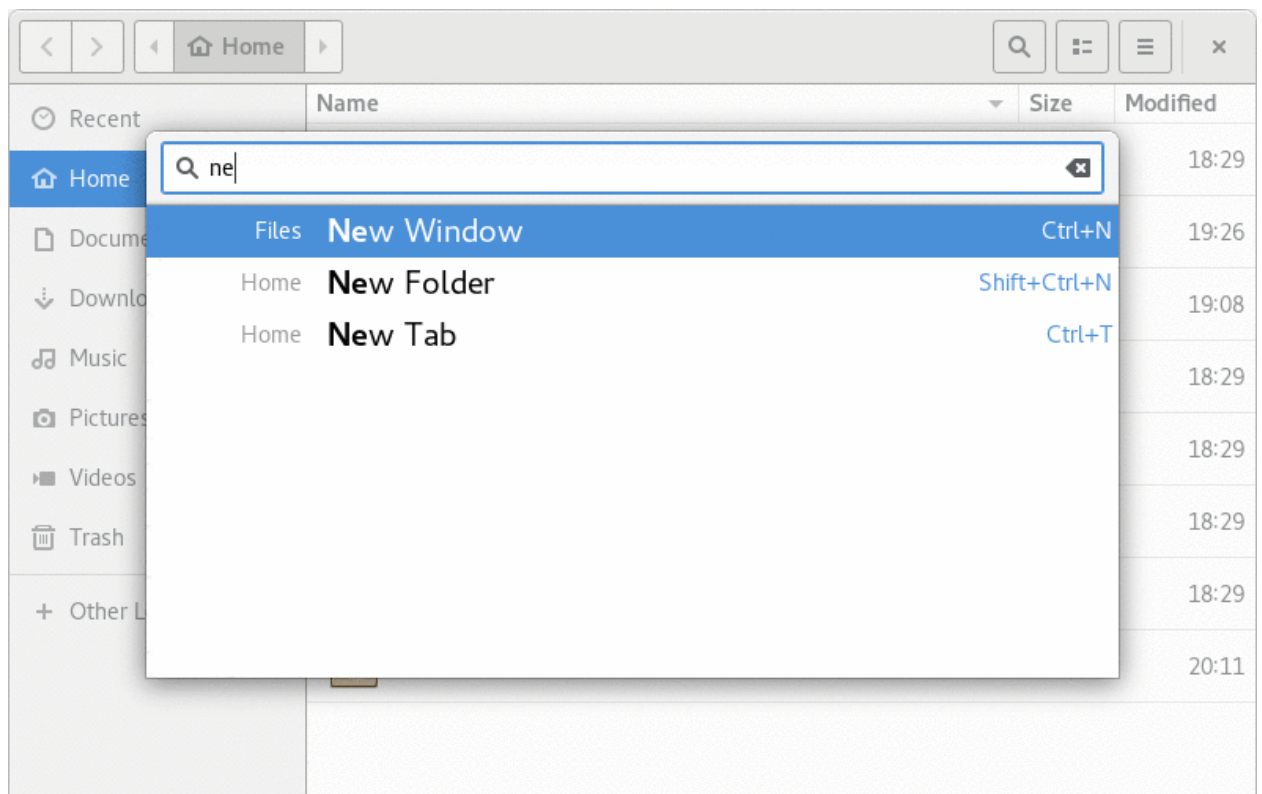 Home
Name Size Modified
Recent
ne
18:29
Home
Files New Window Ctrl+N
19:26
Home New Folder Shift+Ctrl+N
19:08
Home New Tab Ctrl+T
Music
18:29
Pictures
18:29
Videos
18:29
Trash
18:29
Other L
20:11